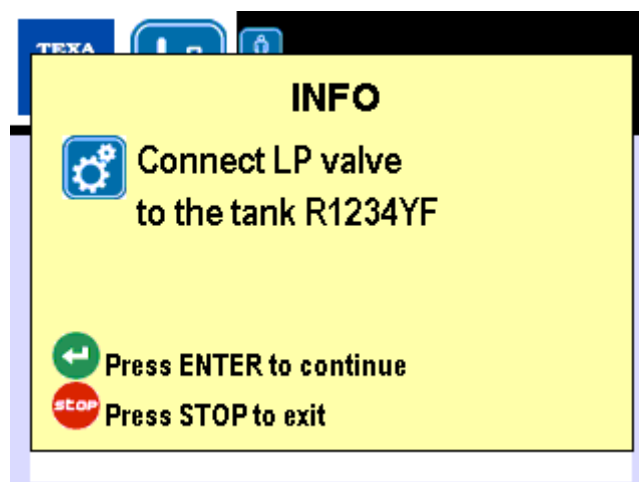 TEXA
INFO
Connect LP valve
to the tank R1234YF
Press ENTER to continue
stop
Press STOP to exit